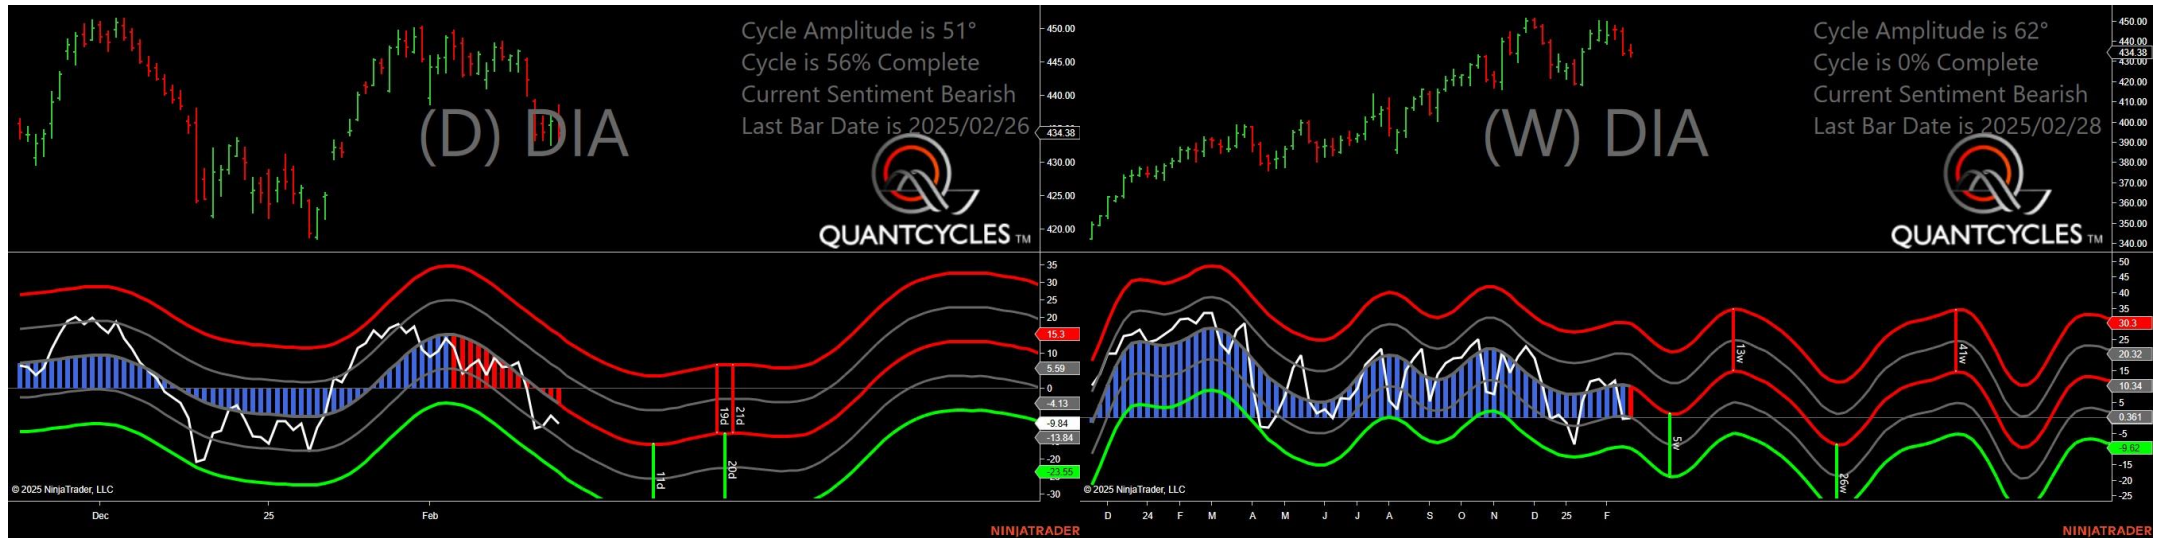 Cycle Amplitude is 51°
Cycle is 56% Complete
Current Sentiment Bearish
Last Bar Date is 2025/02/26
(D) DIA
QUANTCYCLES TM
450.00
445.00
440.00
434.38
430.00
425.00
420.00
35
30
25
20
15.3
10
5.59
0
-4.13
-9.84
-13.84
-20
-23.55
-30
19d
21d
11d
20d
© 2025 NinjaTrader, LLC
Dec
25
Feb
NINJATRADER
Cycle Amplitude is 62°
Cycle is 0% Complete
Current Sentiment Bearish
Last Bar Date is 2025/02/28
(W) DIA
QUANTCYCLES TM
450.00
440.00
434.38
430.00
420.00
410.00
400.00
390.00
380.00
370.00
360.00
350.00
340.00
50
45
40
35
30.3
25
20.32
15
10.34
5
0.361
-5
-9.62
-15
-20
-25
13w
41w
5w
26w
© 2025 NinjaTrader, LLC
D 24 F M A M J J A S O N D 25 F
NINJATRADER